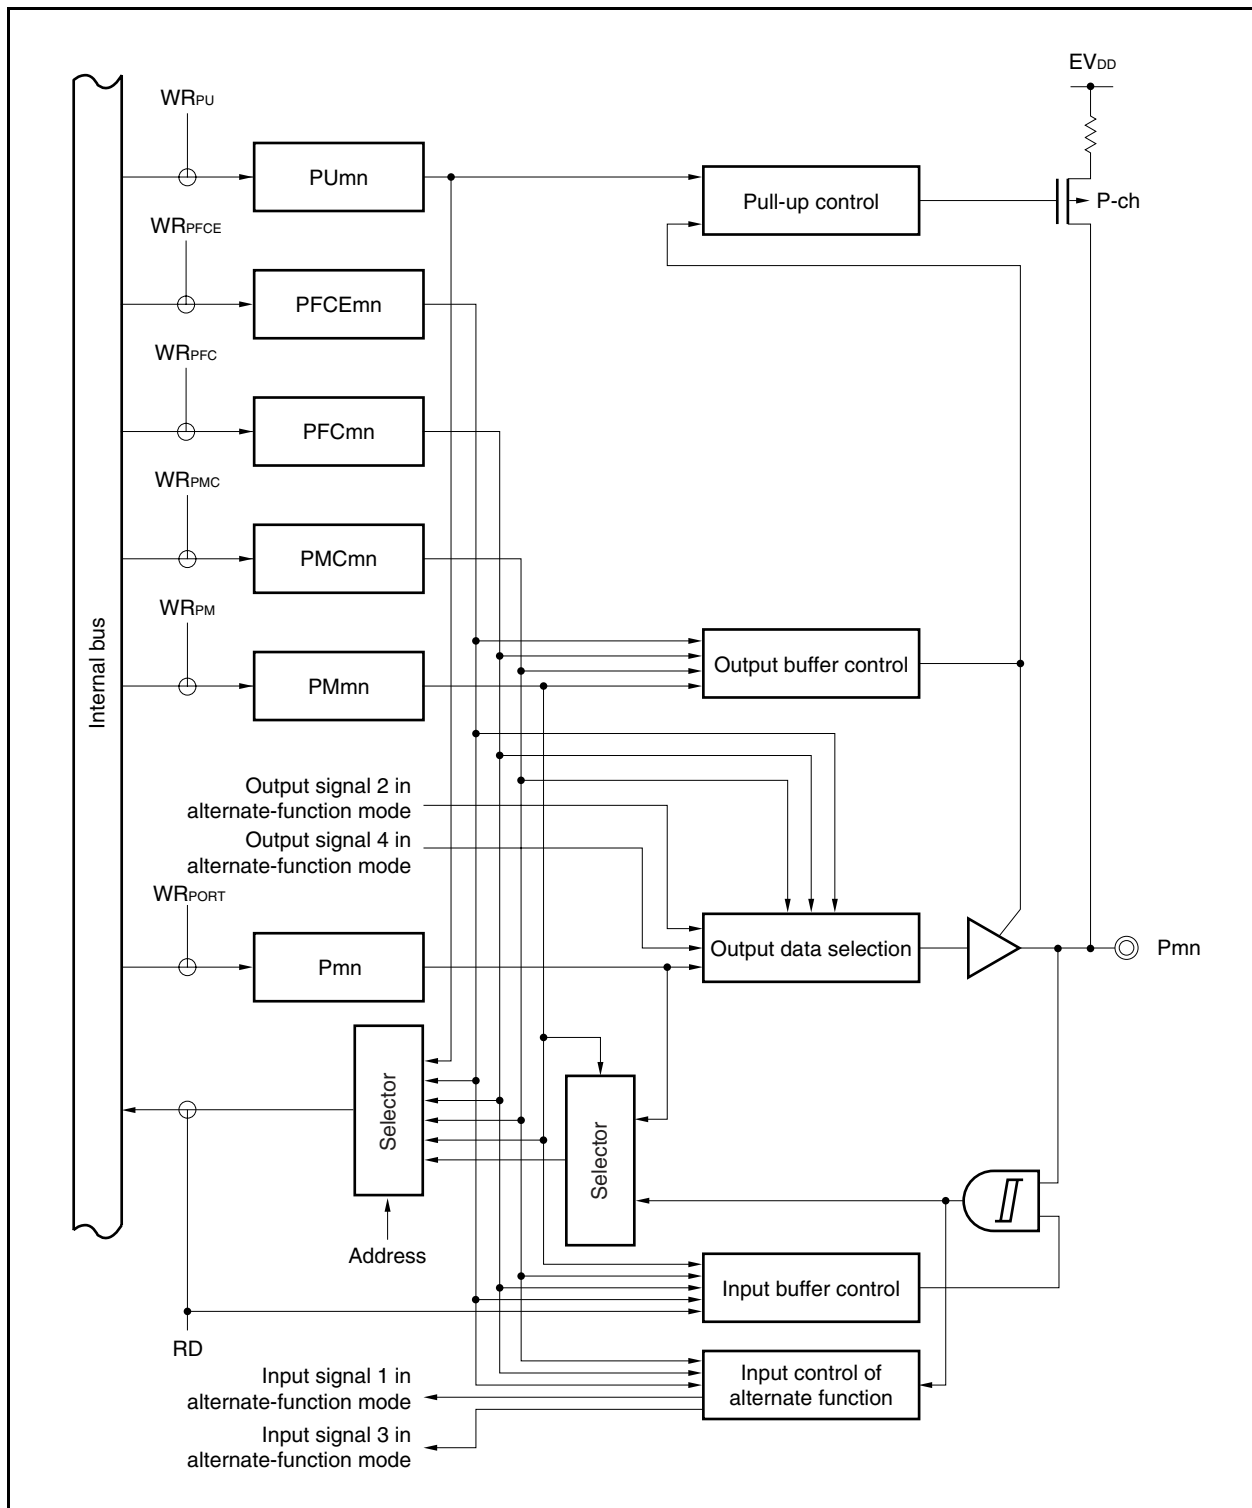 EVDD
WRPU
PUmn
Pull-up control
P-ch
WRPFCE
PFCEmn
WRPFC
PFCmn
WRPMC
PMCmn
WRPM
PMmn
Output buffer control
Internal bus
Output signal 2 in
alternate-function mode
Output signal 4 in
alternate-function mode
WRPORT
Pmn
Output data selection
Pmn
Selector
Selector
Address
Input buffer control
RD
Input signal 1 in
alternate-function mode
Input control of
alternate function
Input signal 3 in
alternate-function mode